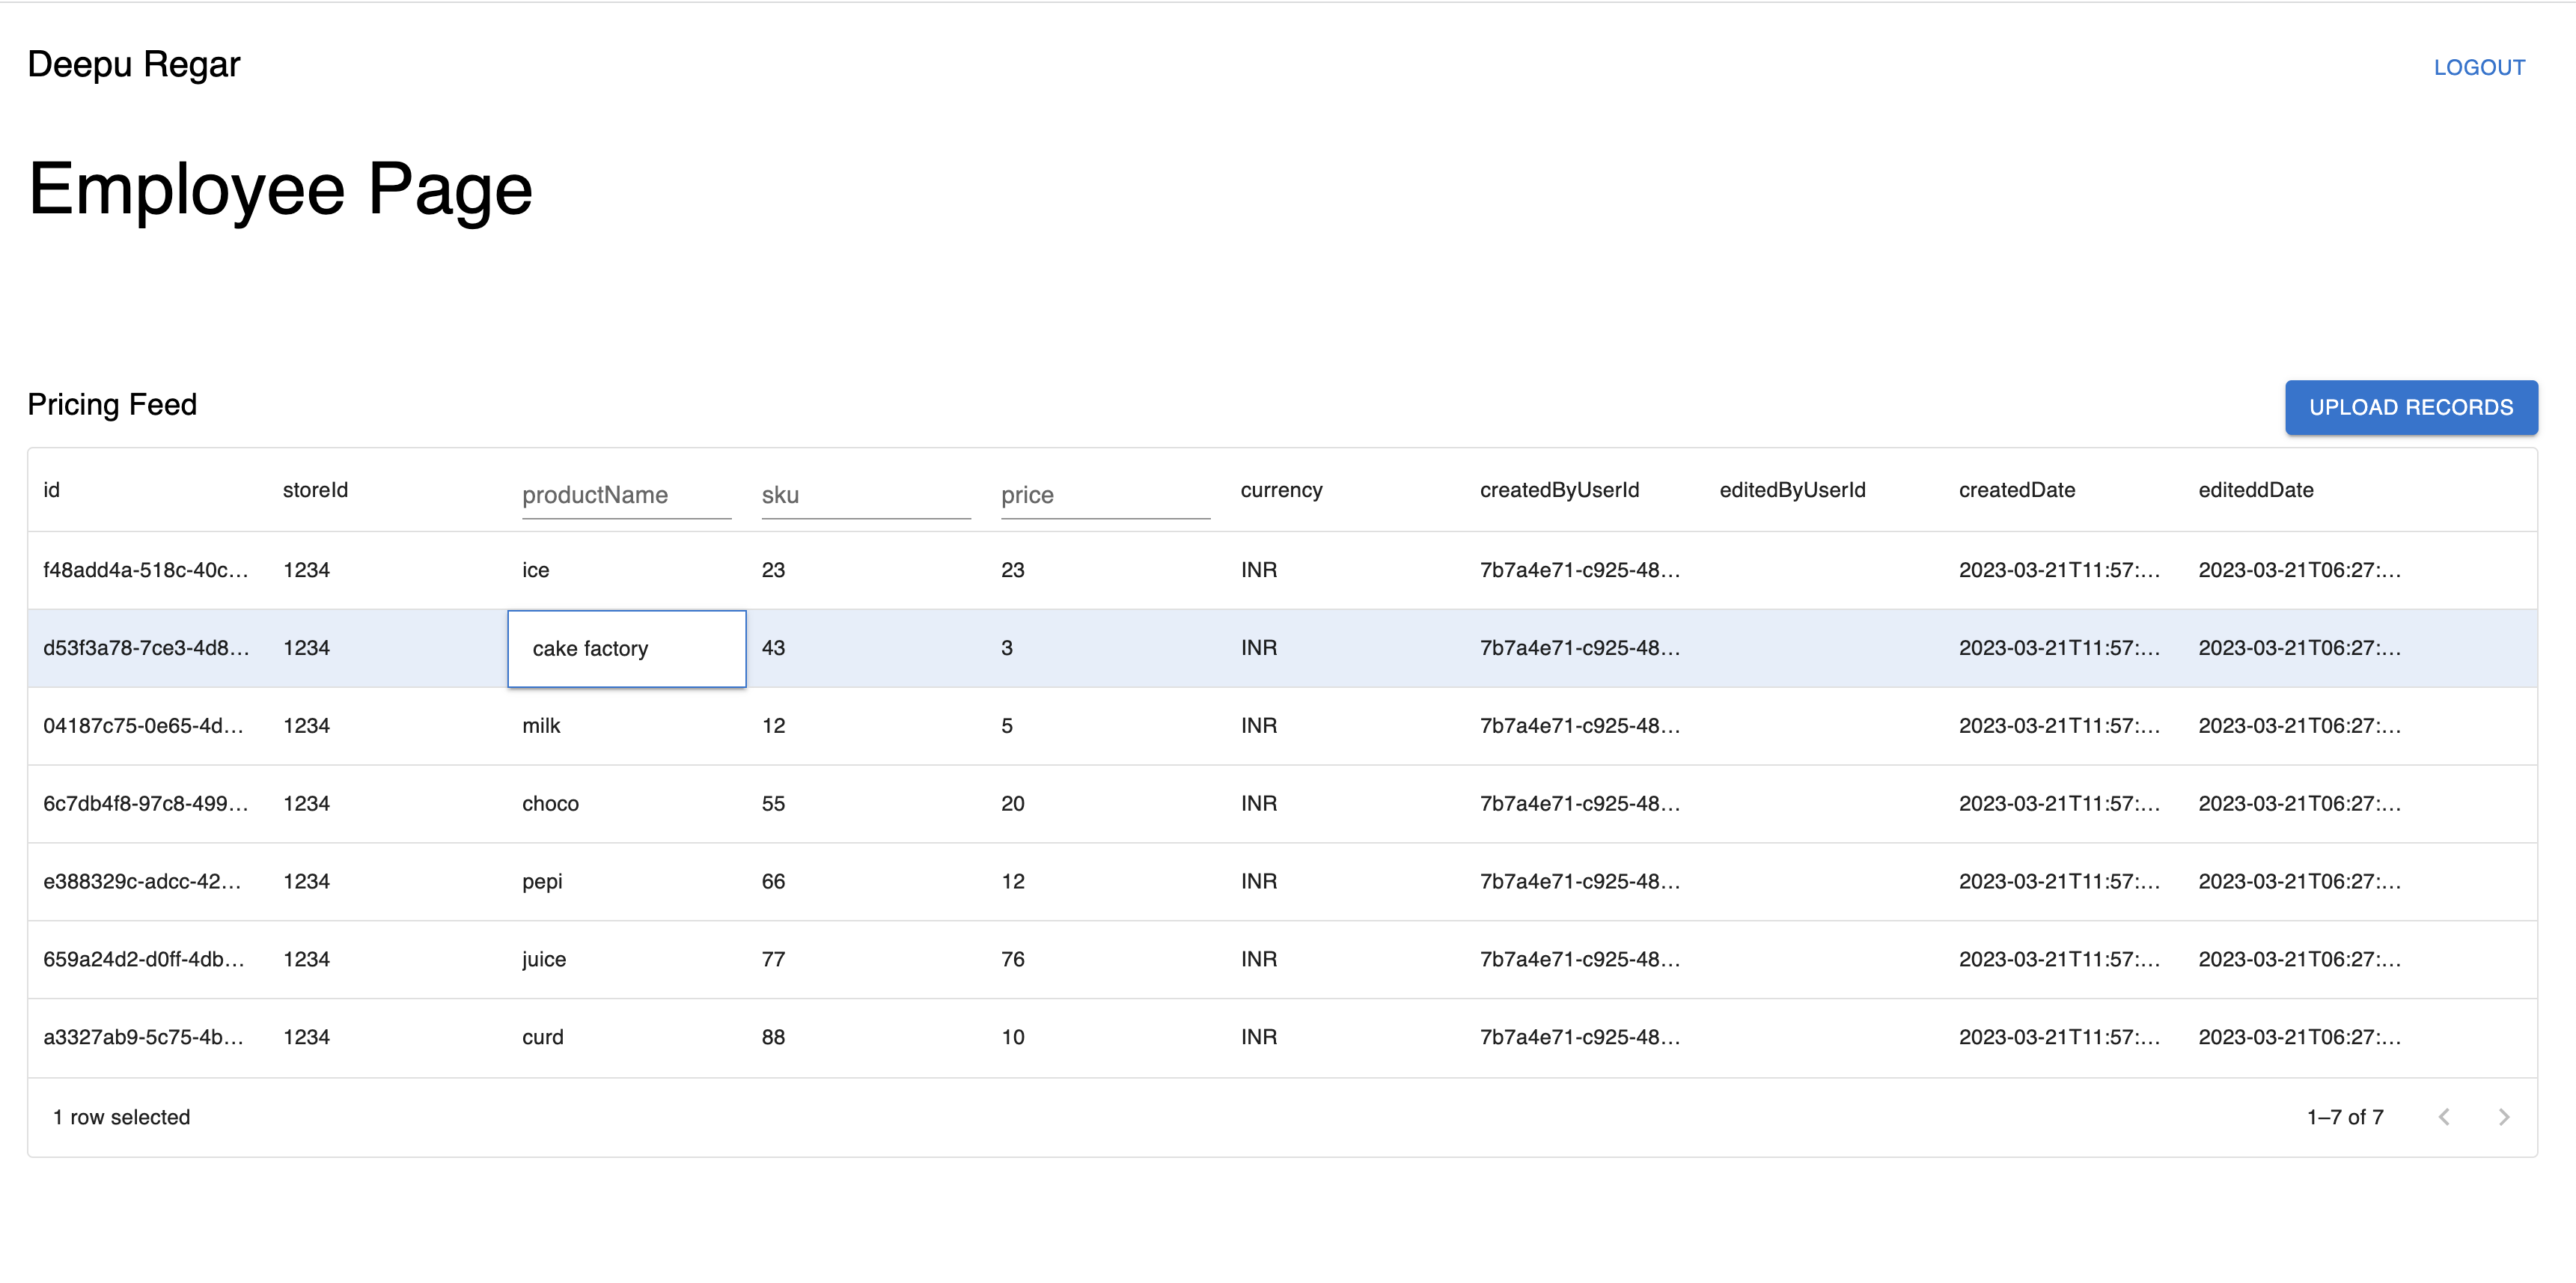 Deepu Regar LOGOUT
Employee Page
Pricing Feed UPLOAD RECORDS
id storeId productName sku price currency createdByUserId editedByUserId createdDate editeddDate
f48add4a-518c-40c... 1234 ice 23 23 INR 7b7a4e71-c925-48... 2023-03-21T11:57:... 2023-03-21T06:27:...
d53f3a78-7ce3-4d8... 1234 cake factory 43 3 INR 7b7a4e71-c925-48... 2023-03-21T11:57:... 2023-03-21T06:27:...
04187c75-0e65-4d... 1234 milk 12 5 INR 7b7a4e71-c925-48... 2023-03-21T11:57:... 2023-03-21T06:27:...
6c7db4f8-97c8-499... 1234 choco 55 20 INR 7b7a4e71-c925-48... 2023-03-21T11:57:... 2023-03-21T06:27:...
e388329c-adcc-42... 1234 pepi 66 12 INR 7b7a4e71-c925-48... 2023-03-21T11:57:... 2023-03-21T06:27:...
659a24d2-d0ff-4db... 1234 juice 77 76 INR 7b7a4e71-c925-48... 2023-03-21T11:57:... 2023-03-21T06:27:...
a3327ab9-5c75-4b... 1234 curd 88 10 INR 7b7a4e71-c925-48... 2023-03-21T11:57:... 2023-03-21T06:27:...
1 row selected 1–7 of 7